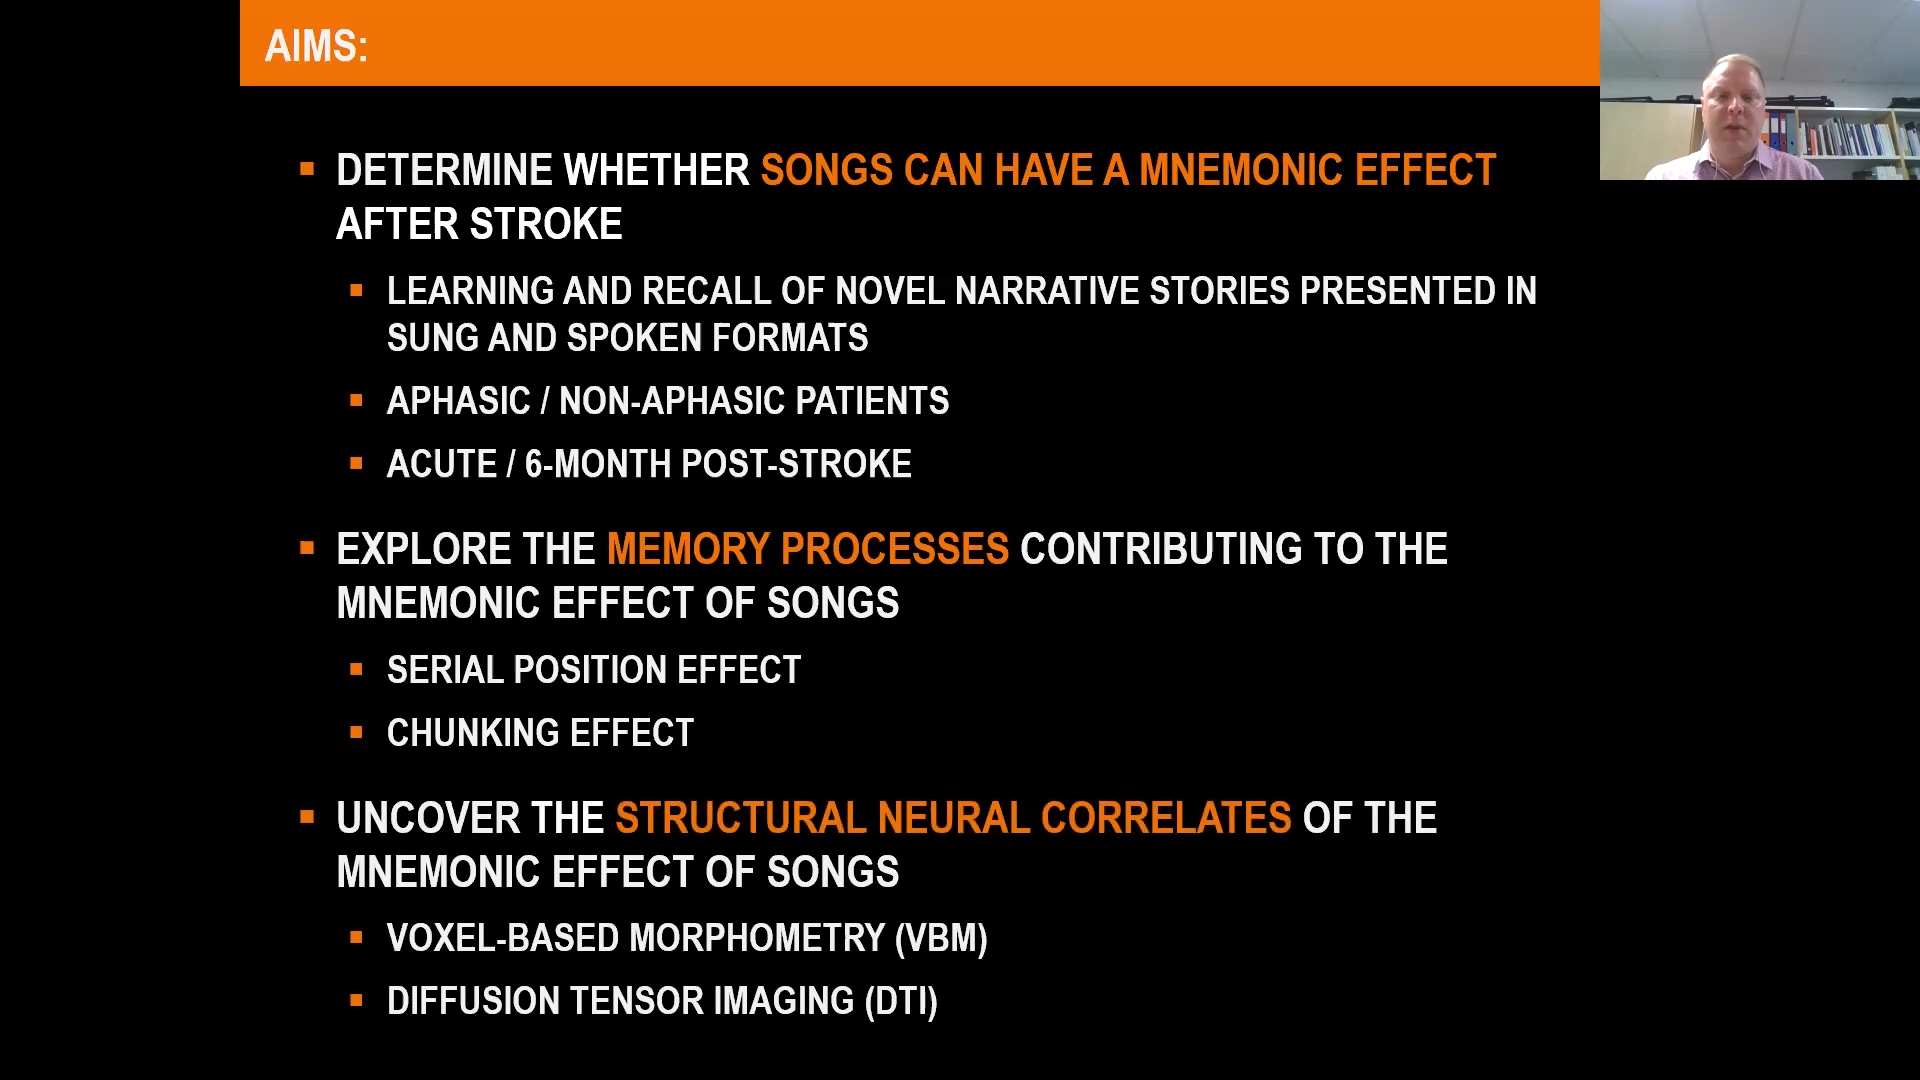 AIMS:
DETERMINE WHETHER SONGS CAN HAVE A MNEMONIC EFFECT
AFTER STROKE
LEARNING AND RECALL OF NOVEL NARRATIVE STORIES PRESENTED IN
SUNG AND SPOKEN FORMATS
APHASIC / NON-APHASIC PATIENTS
ACUTE / 6-MONTH POST-STROKE
EXPLORE THE MEMORY PROCESSES CONTRIBUTING TO THE
MNEMONIC EFFECT OF SONGS
SERIAL POSITION EFFECT
CHUNKING EFFECT
UNCOVER THE STRUCTURAL NEURAL CORRELATES OF THE
MNEMONIC EFFECT OF SONGS
VOXEL-BASED MORPHOMETRY (VBM)
DIFFUSION TENSOR IMAGING (DTI)